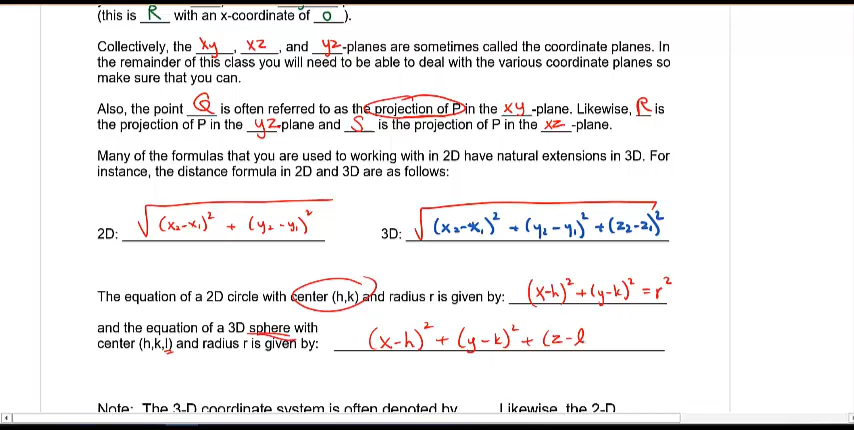 (this is R with an x-coordinate of 0 ).
Collectively, the xy, xz, and yz-planes are sometimes called the coordinate planes. In
the remainder of this class you will need to be able to deal with the various coordinate planes so
make sure that you can.
Also, the point Q is often referred to as the projection of P in the xy-plane. Likewise, R is
the projection of P in the yz-plane and S is the projection of P in the xz-plane.
Many of the formulas that you are used to working with in 2D have natural extensions in 3D. For
instance, the distance formula in 2D and 3D are as follows:
2D: √((x₂-x₁)² + (y₂-y₁)²) 3D: √((x₂-x₁)² + (y₂-y₁)² + (z₂-z₁)²)
The equation of a 2D circle with center (h,k) and radius r is given by: (x-h)² + (y-k)² = r²
and the equation of a 3D sphere with
center (h,k,l) and radius r is given by: (x-h)² + (y-k)² + (z-l
Note: The 3-D coordinate system is often denoted by Likewise, the 2-D